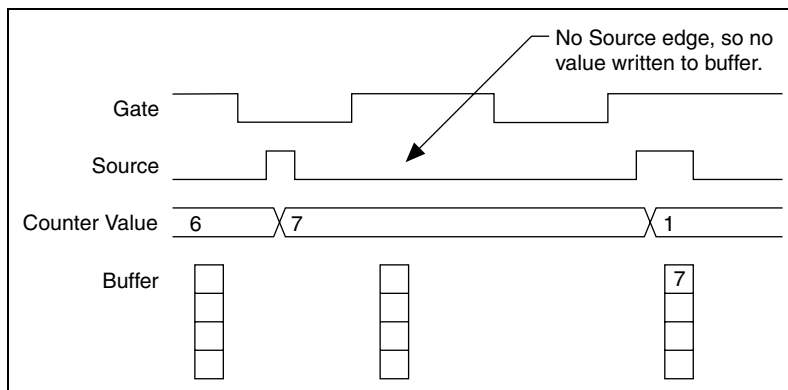 No Source edge, so no
value written to buffer.
Gate
Source
Counter Value 6 7 1
Buffer
7